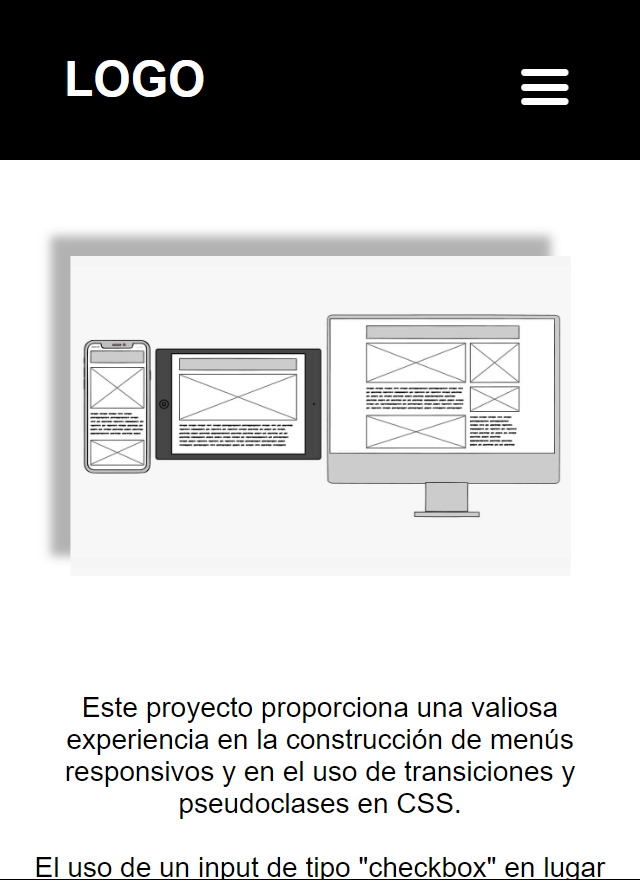 LOGO
Este proyecto proporciona una valiosa
experiencia en la construcción de menús
responsivos y en el uso de transiciones y
pseudoclases en CSS.
El uso de un input de tipo "checkbox" en lugar